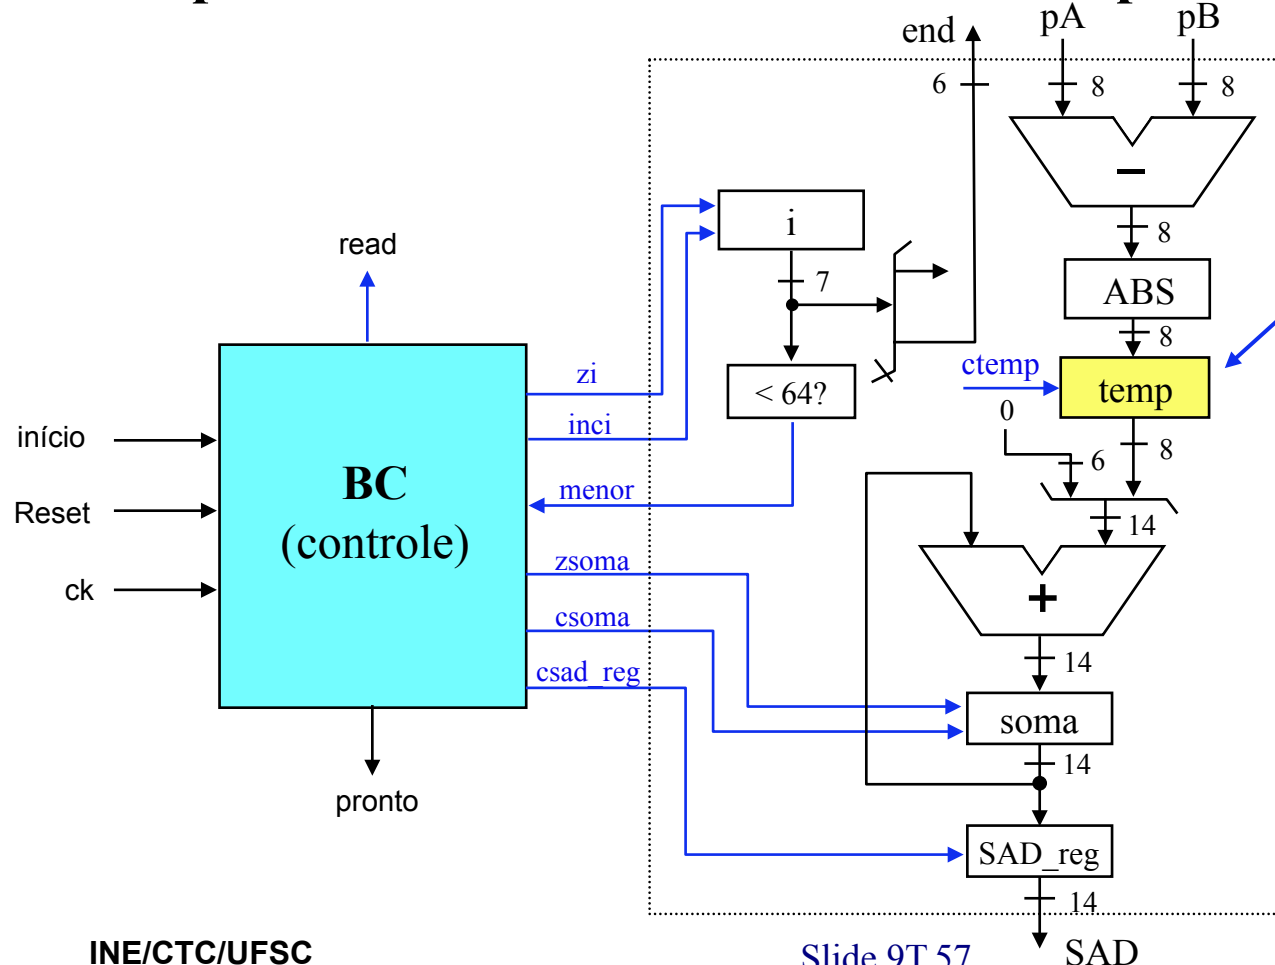 end
pA
pB
6
8
8
−
i
8
read
7
ABS
8
zi
< 64?
ctemp
temp
início
inci
0
8
BC
menor
6
Reset
(controle)
14
zsoma
ck
+
csoma
14
csad_reg
soma
14
pronto
SAD_reg
14
INE/CTC/UFSC
Slide 9T.57
SAD